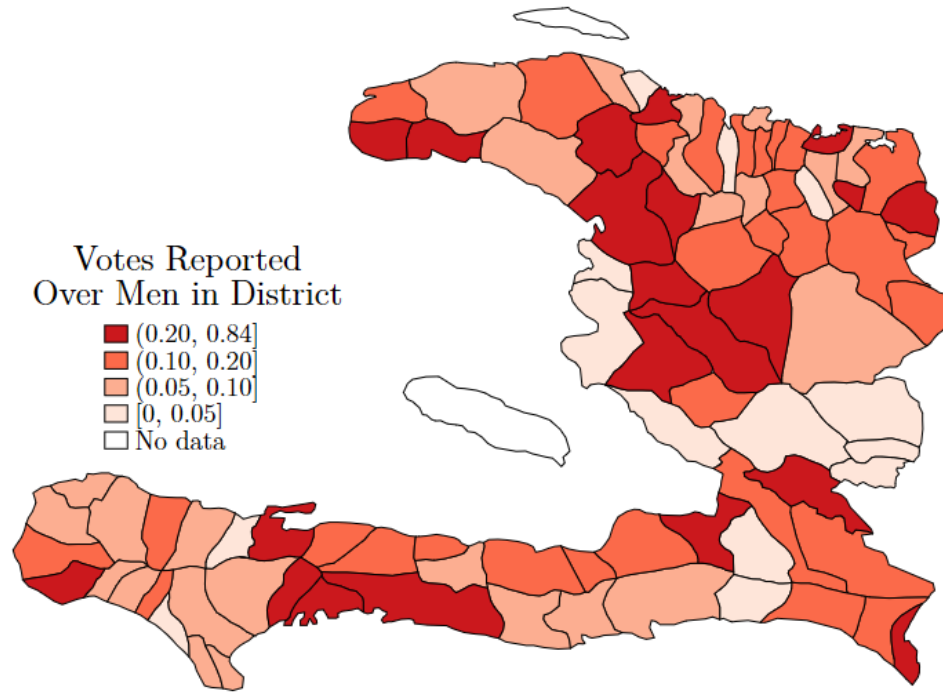 Votes Reported
Over Men in District
(0.20, 0.84]
(0.10, 0.20]
(0.05, 0.10]
[0, 0.05]
No data